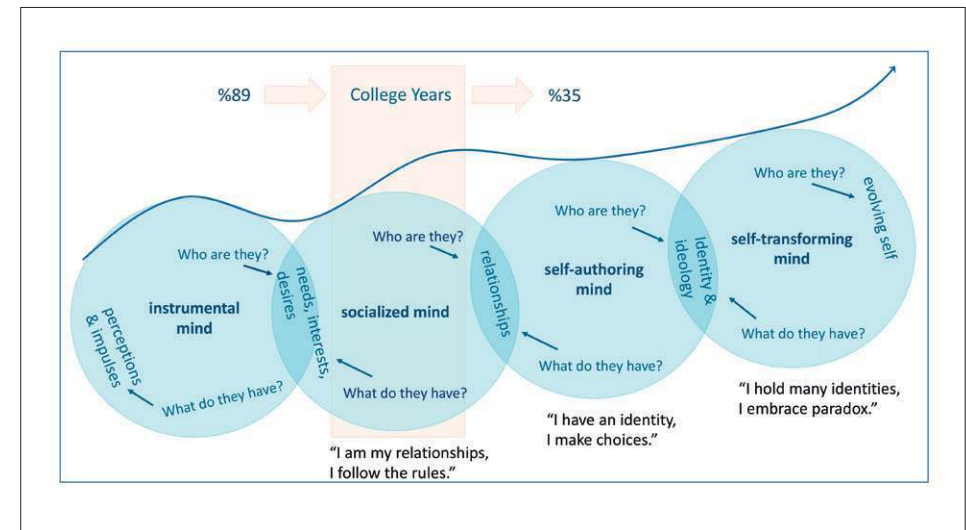 %89
College Years
%35
Who are they?
needs, interests,
desires
instrumental
mind
perceptions
& impulses
What do they have?
Who are they?
relationships
socialized mind
What do they have?
"I am my relationships,
I follow the rules."
Who are they?
Identity &
ideology
self-authoring
mind
What do they have?
"I have an identity,
I make choices."
Who are they?
evolving self
self-transforming
mind
What do they have?
"I hold many identities,
I embrace paradox."